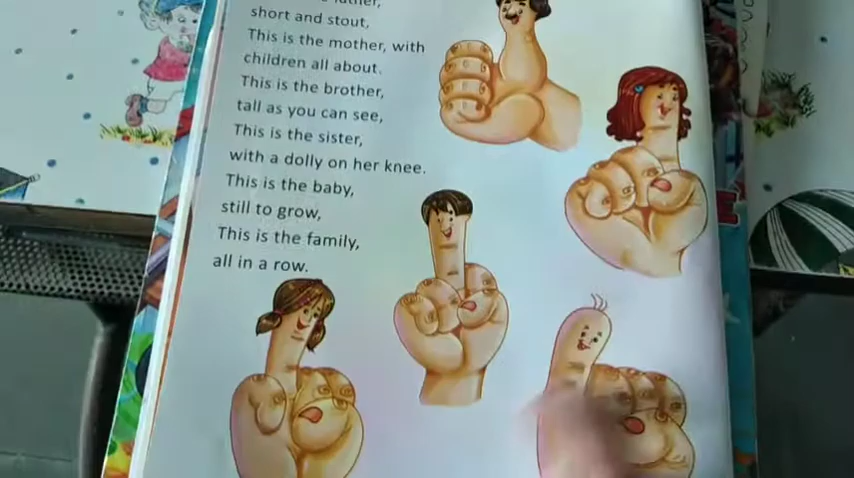 father,
short and stout,
This is the mother, with
children all about.
This is the brother,
tall as you can see,
This is the sister,
with a dolly on her knee.
This is the baby,
still to grow,
This is the family,
all in a row.